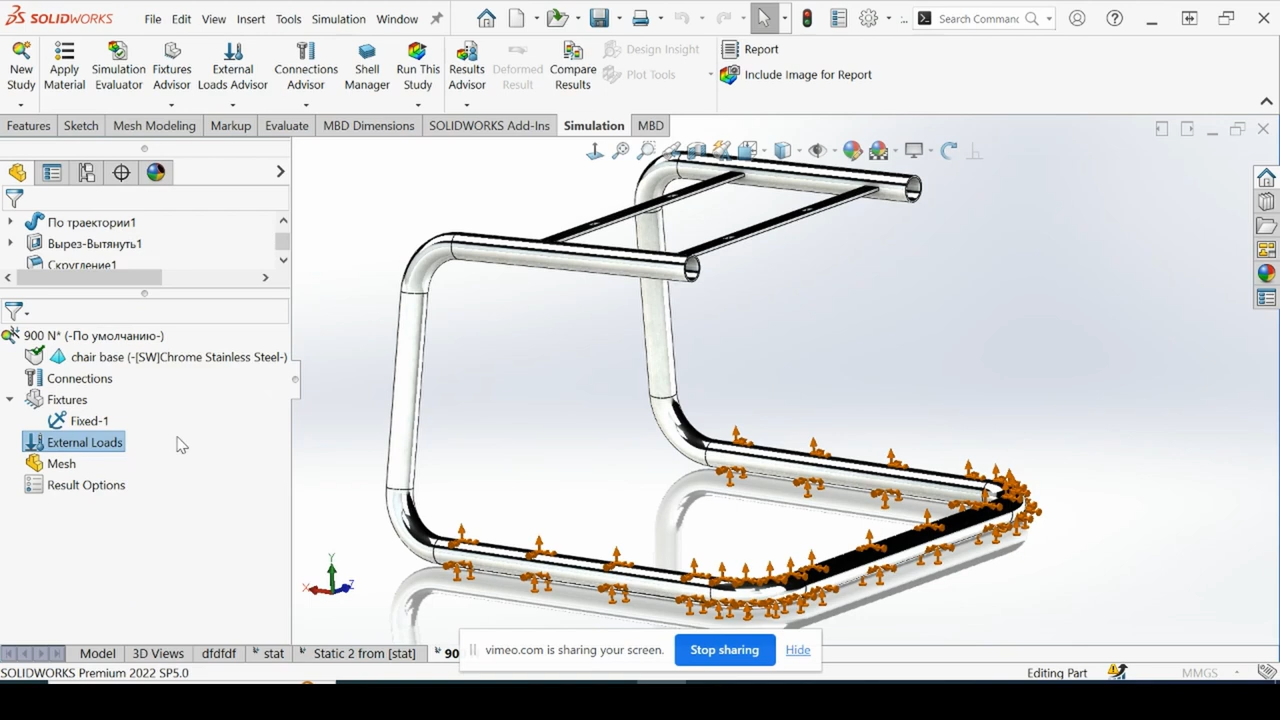 SOLIDWORKS File Edit View Insert Tools Simulation Window
Search Commanc
New Study
Apply Material
Simulation Evaluator
Fixtures Advisor
External Loads Advisor
Connections Advisor
Shell Manager
Run This Study
Results Advisor
Deformed Result
Compare Results
Design Insight
Plot Tools
Report
Include Image for Report
Features Sketch Mesh Modeling Markup Evaluate MBD Dimensions SOLIDWORKS Add-Ins Simulation MBD
По траектории1
Вырез-Вытянуть1
Скругление1
900 N* (-По умолчанию-)
chair base (-[SW]Chrome Stainless Steel-)
Connections
Fixtures
Fixed-1
External Loads
Mesh
Result Options
Y
X
Z
vimeo.com is sharing your screen. Stop sharing Hide
Model 3D Views dfdfdf stat Static 2 from [stat] 90
SOLIDWORKS Premium 2022 SP5.0 Editing Part MMGS